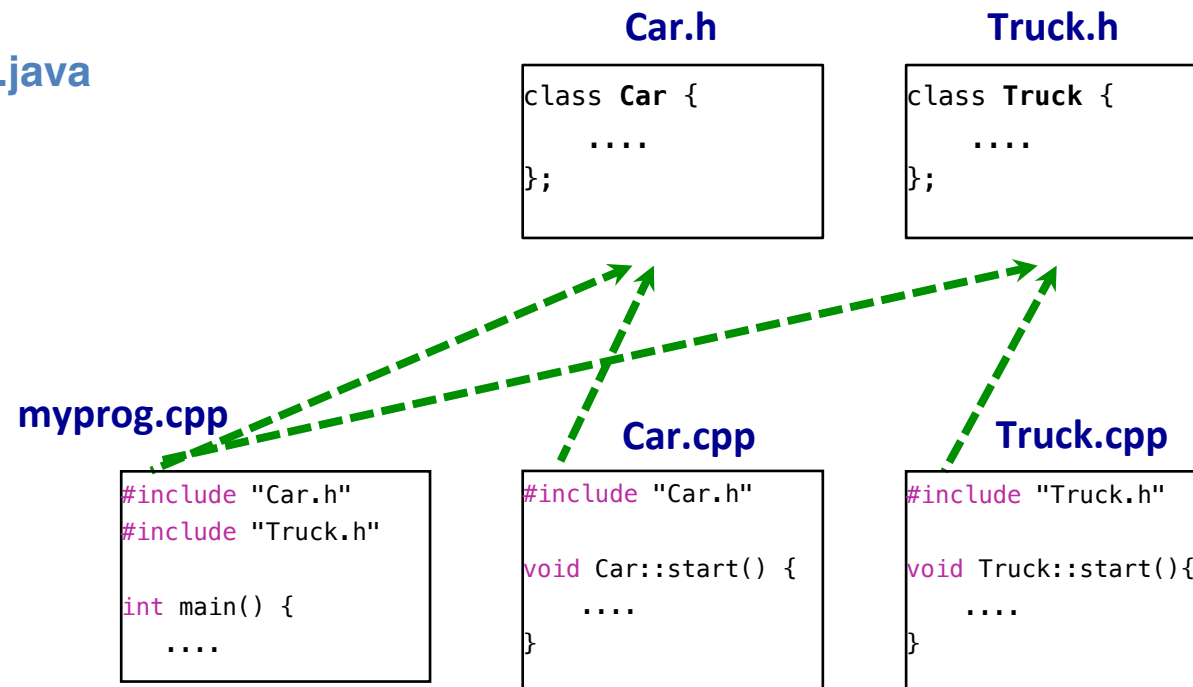 .java
Car.h
class Car {
....
};
Truck.h
class Truck {
....
};
myprog.cpp
#include "Car.h"
#include "Truck.h"
int main() {
....
Car.cpp
#include "Car.h"
void Car::start() {
....
}
Truck.cpp
#include "Truck.h"
void Truck::start(){
....
}